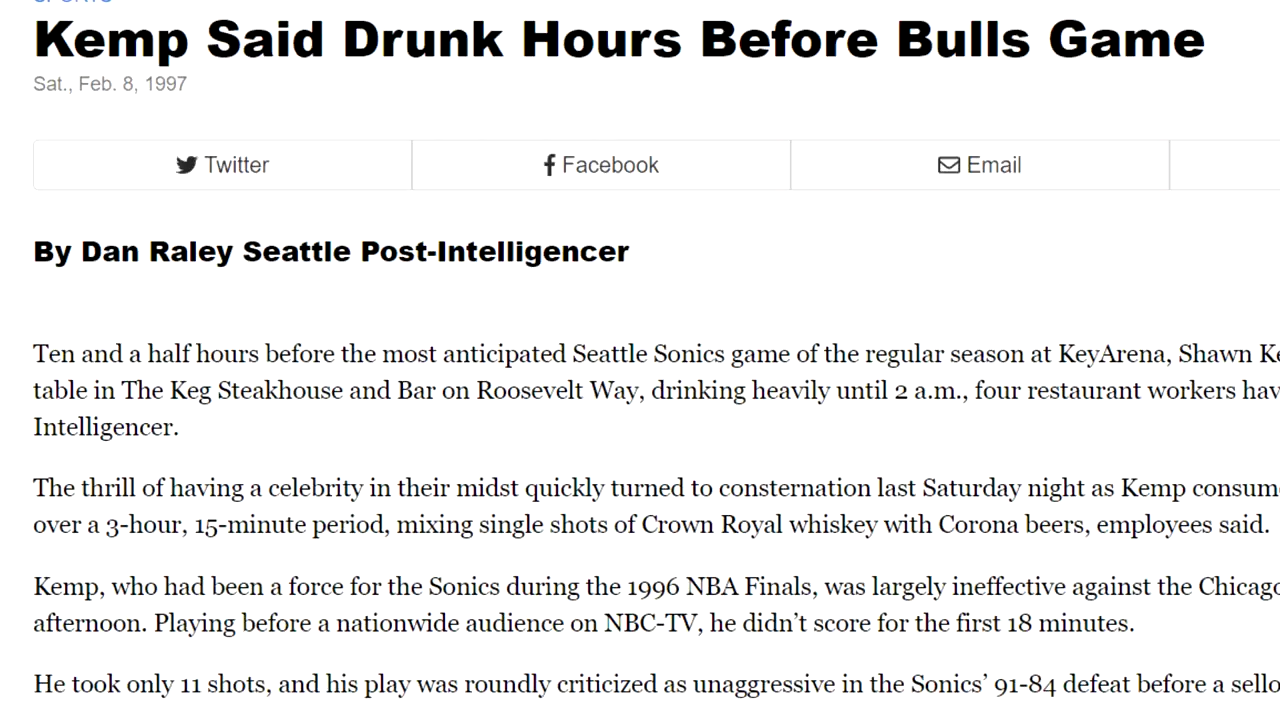 Kemp Said Drunk Hours Before Bulls Game
Sat., Feb. 8, 1997
Twitter
Facebook
Email
By Dan Raley Seattle Post-Intelligencer
Ten and a half hours before the most anticipated Seattle Sonics game of the regular season at KeyArena, Shawn
table in The Keg Steakhouse and Bar on Roosevelt Way, drinking heavily until 2 a.m., four restaurant workers
Intelligencer.
The thrill of having a celebrity in their midst quickly turned to consternation last Saturday night as Kemp
over a 3-hour, 15-minute period, mixing single shots of Crown Royal whiskey with Corona beers, employees said.
Kemp, who had been a force for the Sonics during the 1996 NBA Finals, was largely ineffective against the
afternoon. Playing before a nationwide audience on NBC-TV, he didn’t score for the first 18 minutes.
He took only 11 shots, and his play was roundly criticized as unaggressive in the Sonics’ 91-84 defeat before a